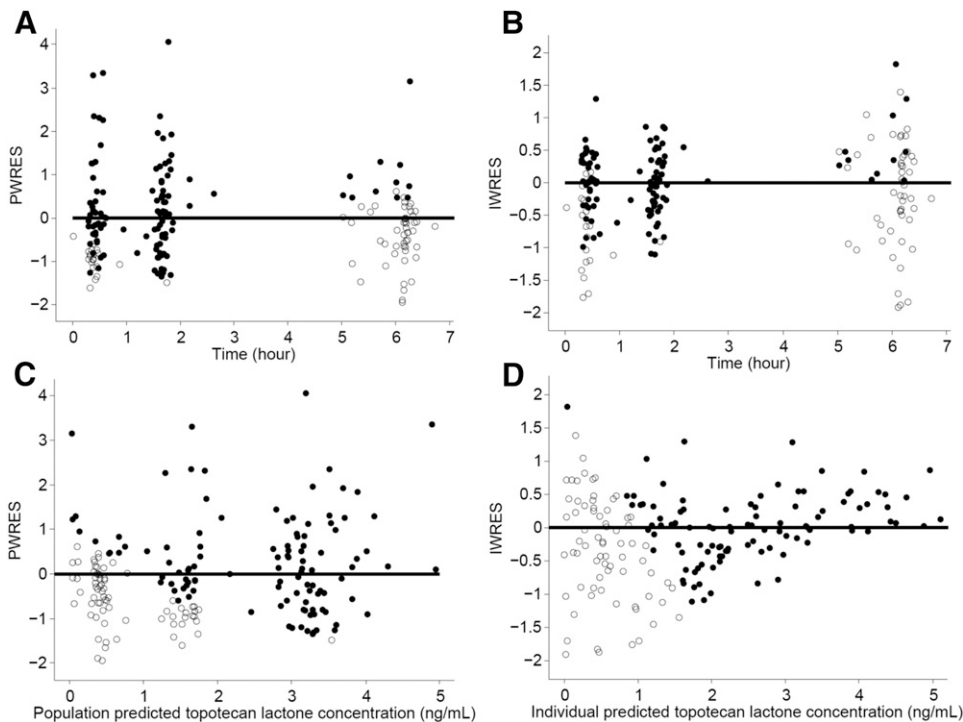 A
4
3
2
1
0
−1
−2
PWRES
0 1 2 3 4 5 6 7
Time (hour)
B
2
1.5
1
0.5
0
−0.5
−1
−1.5
−2
IWRES
0 1 2 3 4 5 6 7
Time (hour)
C
4
3
2
1
0
−1
−2
PWRES
0 1 2 3 4 5
Population predicted topotecan lactone concentration (ng/mL)
D
2
1.5
1
0.5
0
−0.5
−1
−1.5
−2
IWRES
0 1 2 3 4 5
Individual predicted topotecan lactone concentration (ng/mL)